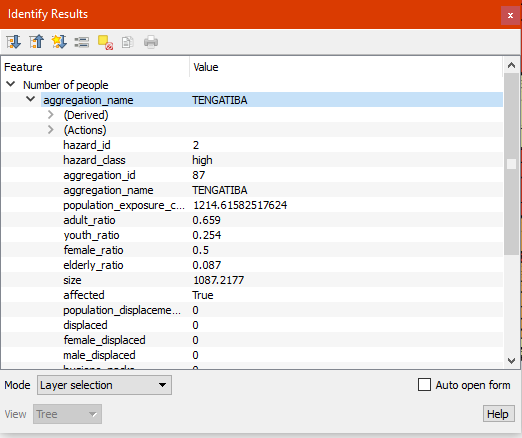 Identify Results
Feature Value
Number of people
aggregation_name TENGATIBA
(Derived)
(Actions)
hazard_id 2
hazard_class high
aggregation_id 87
aggregation_name TENGATIBA
population_exposure_c... 1214.61582517624
adult_ratio 0.659
youth_ratio 0.254
female_ratio 0.5
elderly_ratio 0.087
size 1087.2177
affected True
population_displaceme... 0
displaced 0
female_displaced 0
male_displaced 0
hygiene_packs 0
Mode Layer selection Auto open form
View Tree Help